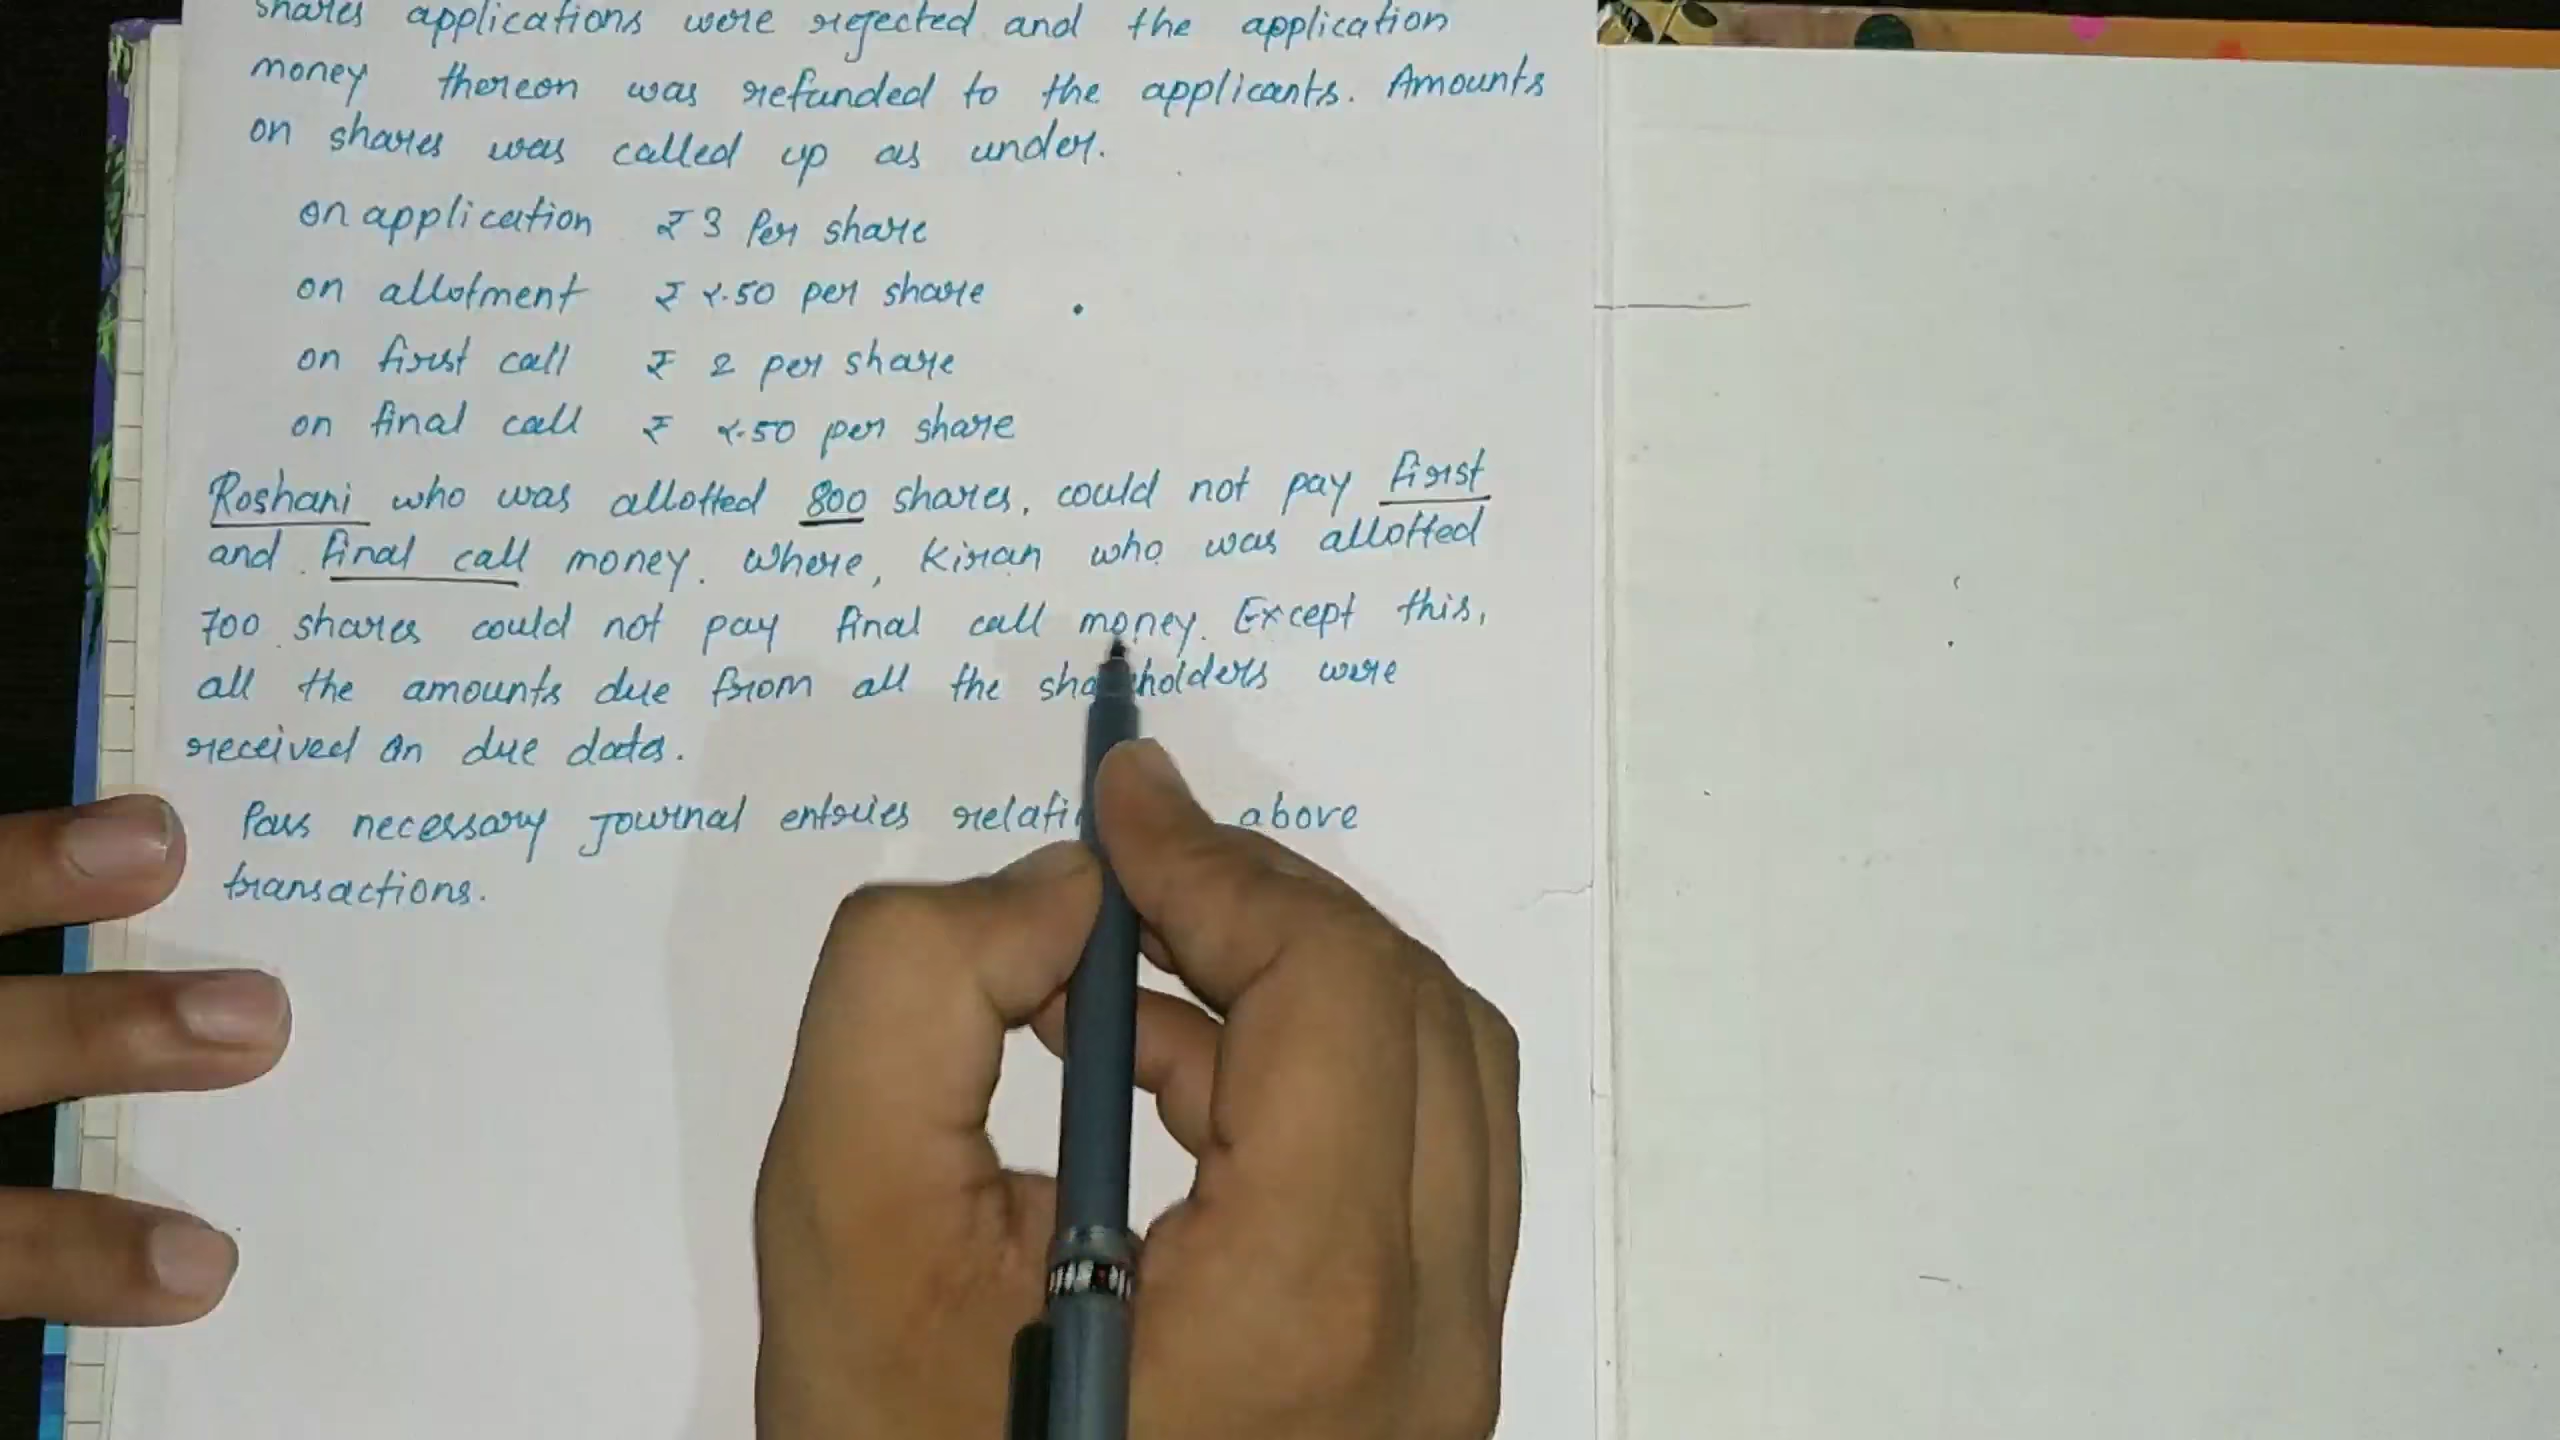 shares applications were rejected and the application
money thereon was refunded to the applicants. Amounts
on shares was called up as under.
on application ₹ 3 Per share
on allotment ₹ 2.50 per share
on first call ₹ 2 per share
on final call ₹ 2.50 per share
Roshani who was allotted 800 shares, could not pay first
and final call money. Where, Kiran who was allotted
700 shares could not pay final call money. Except this,
all the amounts due from all the shareholders were
received on due date.
Pass necessary Journal entries above
transactions.